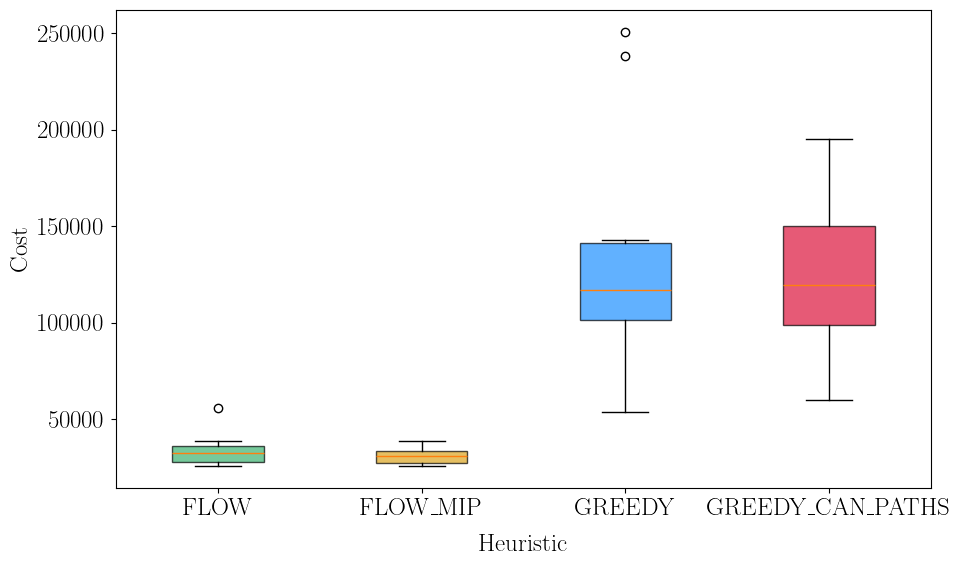 250000
200000
150000
100000
50000
Cost
FLOW
FLOW_MIP
GREEDY
GREEDY_CAN_PATHS
Heuristic